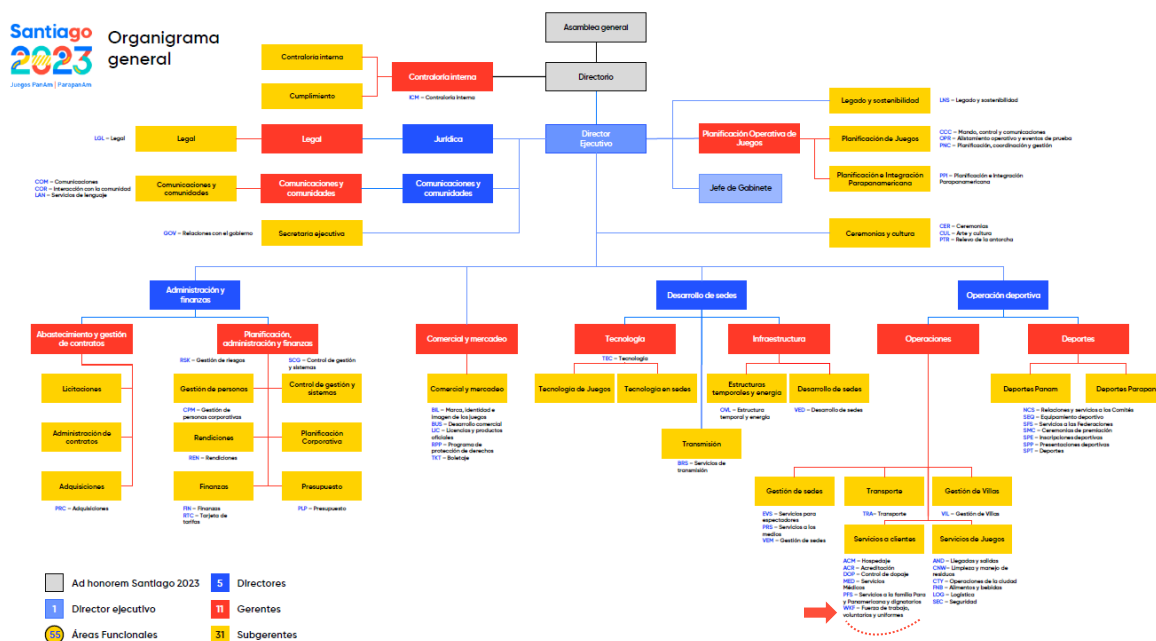 Santiago
2023
Juegos PanAm | ParapanAm
Organigrama
general
Asamblea general
Directorio
Contraloría interna
Cumplimiento
Contraloría interna
ICM – Contraloría Interna
LGL – Legal
Legal
Legal
Jurídica
Director
Ejecutivo
COM – Comunicaciones
COR – Interacción con la comunidad
LAN – Servicios de lenguaje
Comunicaciones y
comunidades
Comunicaciones y
comunidades
Comunicaciones y
comunidades
GOV – Relaciones con el gobierno
Secretaria ejecutiva
Planificación Operativa de
Juegos
Jefe de Gabinete
Legado y sostenibilidad
LNS – Legado y sostenibilidad
Planificación de Juegos
CCC – Mando, control y comunicaciones
OPR – Alistamiento operativo y eventos de prueba
PNC – Planificación, coordinación y gestión
Planificación e Integración
Parapanamericana
PPI – Planificación e Integración
Parapanamericana
Ceremonias y cultura
CER – Ceremonias
CUL – Arte y cultura
PTR – Relevo de la antorcha
Administración y
finanzas
Desarrollo de sedes
Operación deportiva
Abastecimiento y gestión
de contratos
Planificación,
administración y finanzas
Comercial y mercadeo
Tecnología
Infraestructura
Operaciones
Deportes
RSK – Gestión de riesgos
SCG – Control de gestión
y sistemas
TEC – Tecnología
Licitaciones
Administración de
contratos
Adquisiciones
PRC – Adquisiciones
Gestión de personas
CPM – Gestión de
personas corporativas
Rendiciones
REN – Rendiciones
Finanzas
FIN – Finanzas
RTC – Tarjeta de
tarifas
Control de gestión y
sistemas
Planificación
Corporativa
Presupuesto
PLP – Presupuesto
Comercial y mercadeo
BIL – Marca, identidad e
imagen de los juegos
BUS – Desarrollo comercial
LIC – Licencias y productos
oficiales
RPP – Programa de
protección de derechos
TKT – Boletaje
Tecnología de Juegos
Tecnología en sedes
Estructuras
temporales y energía
OVL – Estructura
temporal y energía
Desarrollo de sedes
VED – Desarrollo de sedes
Transmisión
BRS – Servicios de
transmisión
Deportes Panam
Deportes Parapan
NCS – Relaciones y servicios a los Comités
SEQ – Equipamiento deportivo
SFS – Servicios a las Federaciones
SMC – Ceremonias de premiación
SPE – Inscripciones deportivas
SPP – Presentaciones deportivas
SPT – Deportes
Gestión de sedes
EVS – Servicios para
espectadores
PRS – Servicios a los
medios
VEM – Gestión de sedes
Transporte
TRA – Transporte
Gestión de Villas
VIL – Gestión de Villas
Servicios a clientes
ACM – Hospedaje
ACR – Acreditación
DOP – Control de dopaje
MED – Servicios
Médicos
PFS – Servicios a la familia Para
y Panamericana y dignatarios
WKF – Fuerza de trabajo,
voluntarios y uniformes
Servicios de Juegos
AND – Llegadas y salidas
CNW – Limpieza y manejo de
residuos
CTY – Operaciones de la ciudad
FNB – Alimentos y bebidas
LOG – Logística
SEC – Seguridad
Ad honorem Santiago 2023
5 Directores
1 Director ejecutivo
11 Gerentes
55 Áreas Funcionales
31 Subgerentes